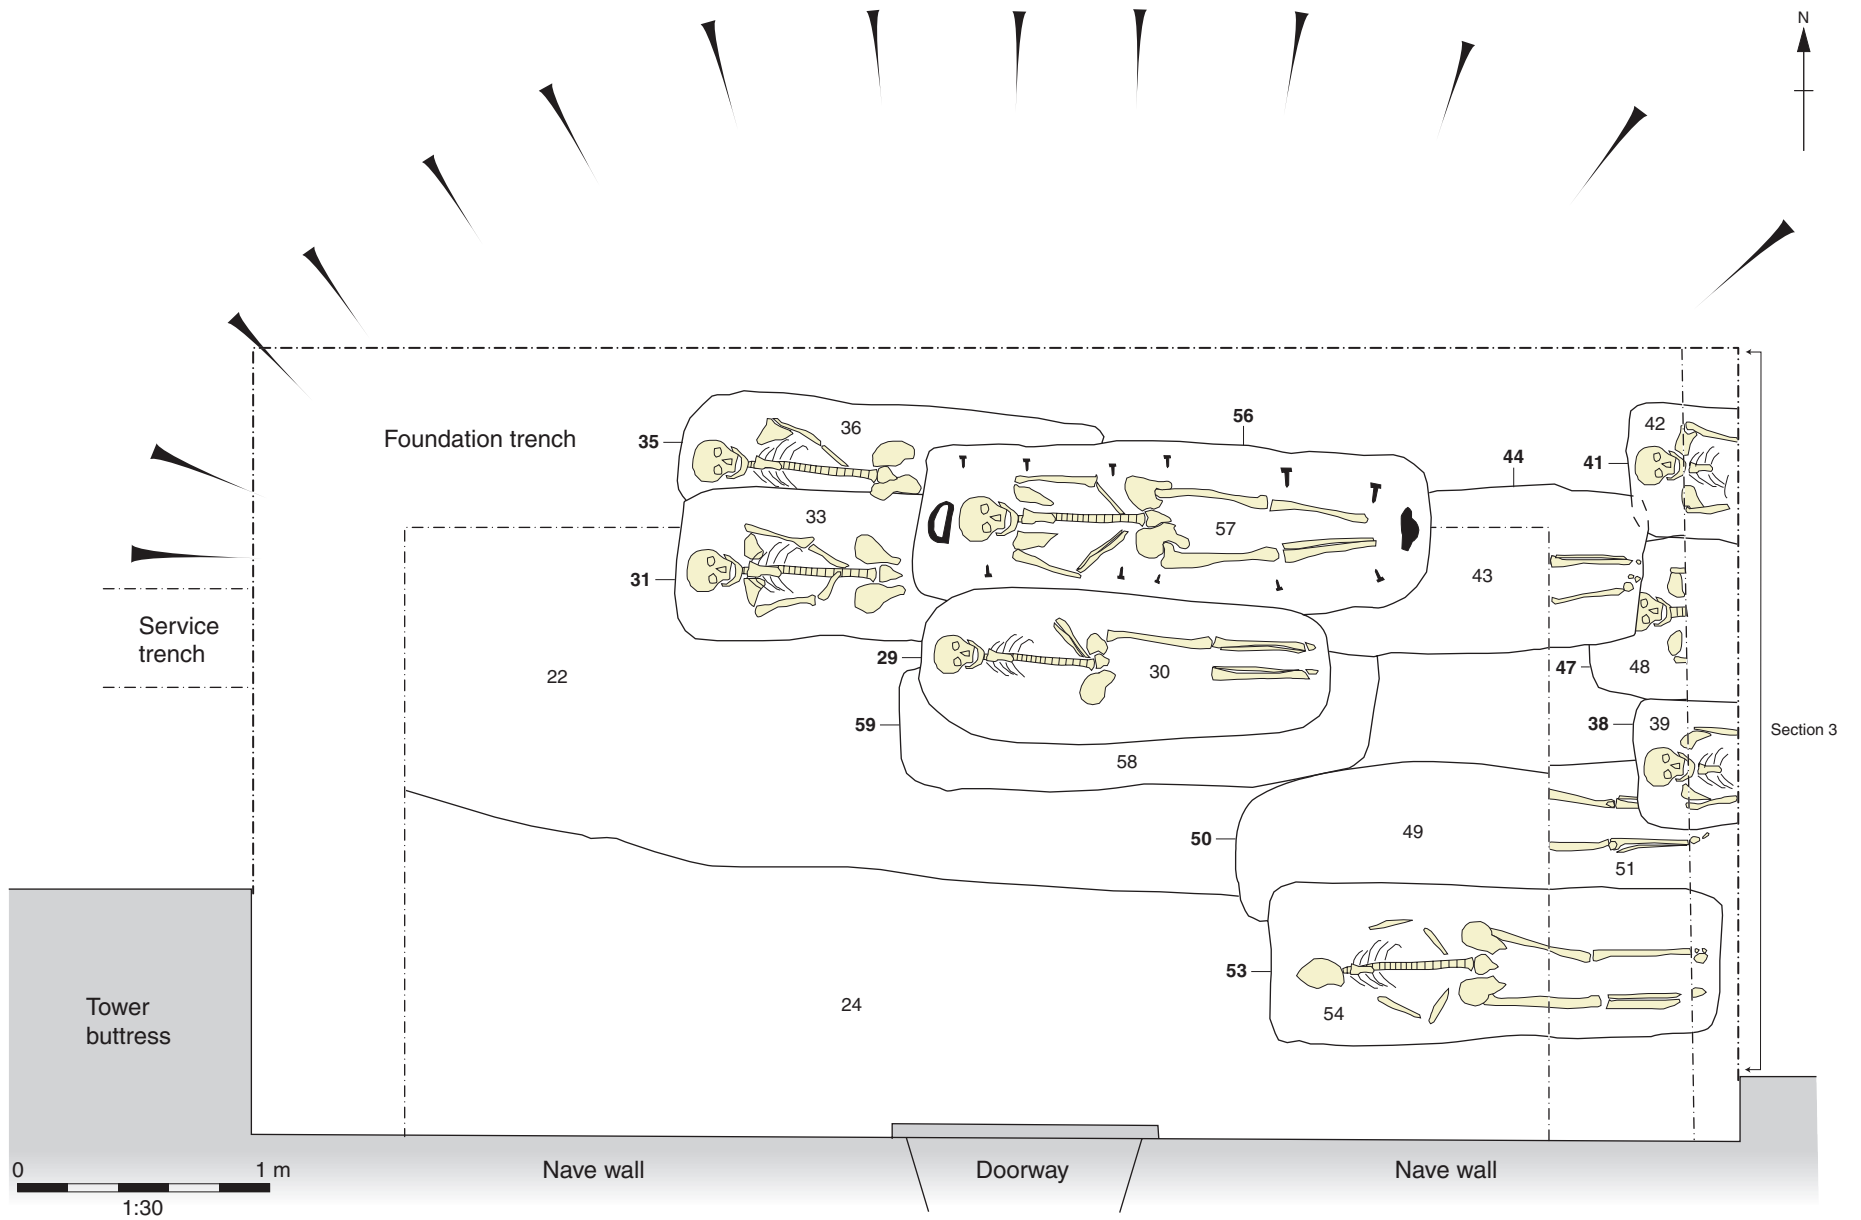 N
56
42
36
Foundation trench
35
44
41
33
57
31
43
Service
trench
29
47
48
30
22
59
38
39
Section 3
58
50
49
51
53
Tower
buttress
24
54
0
1 m
1:30
Nave wall
Doorway
Nave wall